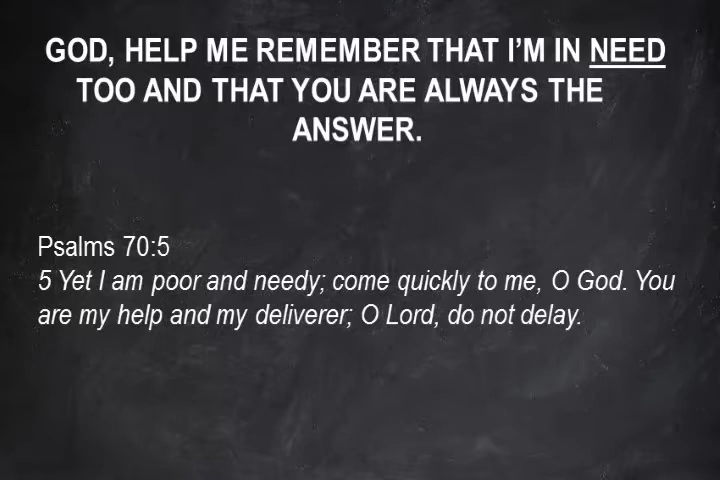 GOD, HELP ME REMEMBER THAT I’M IN NEED
TOO AND THAT YOU ARE ALWAYS THE
ANSWER.
Psalms 70:5
5 Yet I am poor and needy; come quickly to me, O God. You
are my help and my deliverer; O Lord, do not delay.